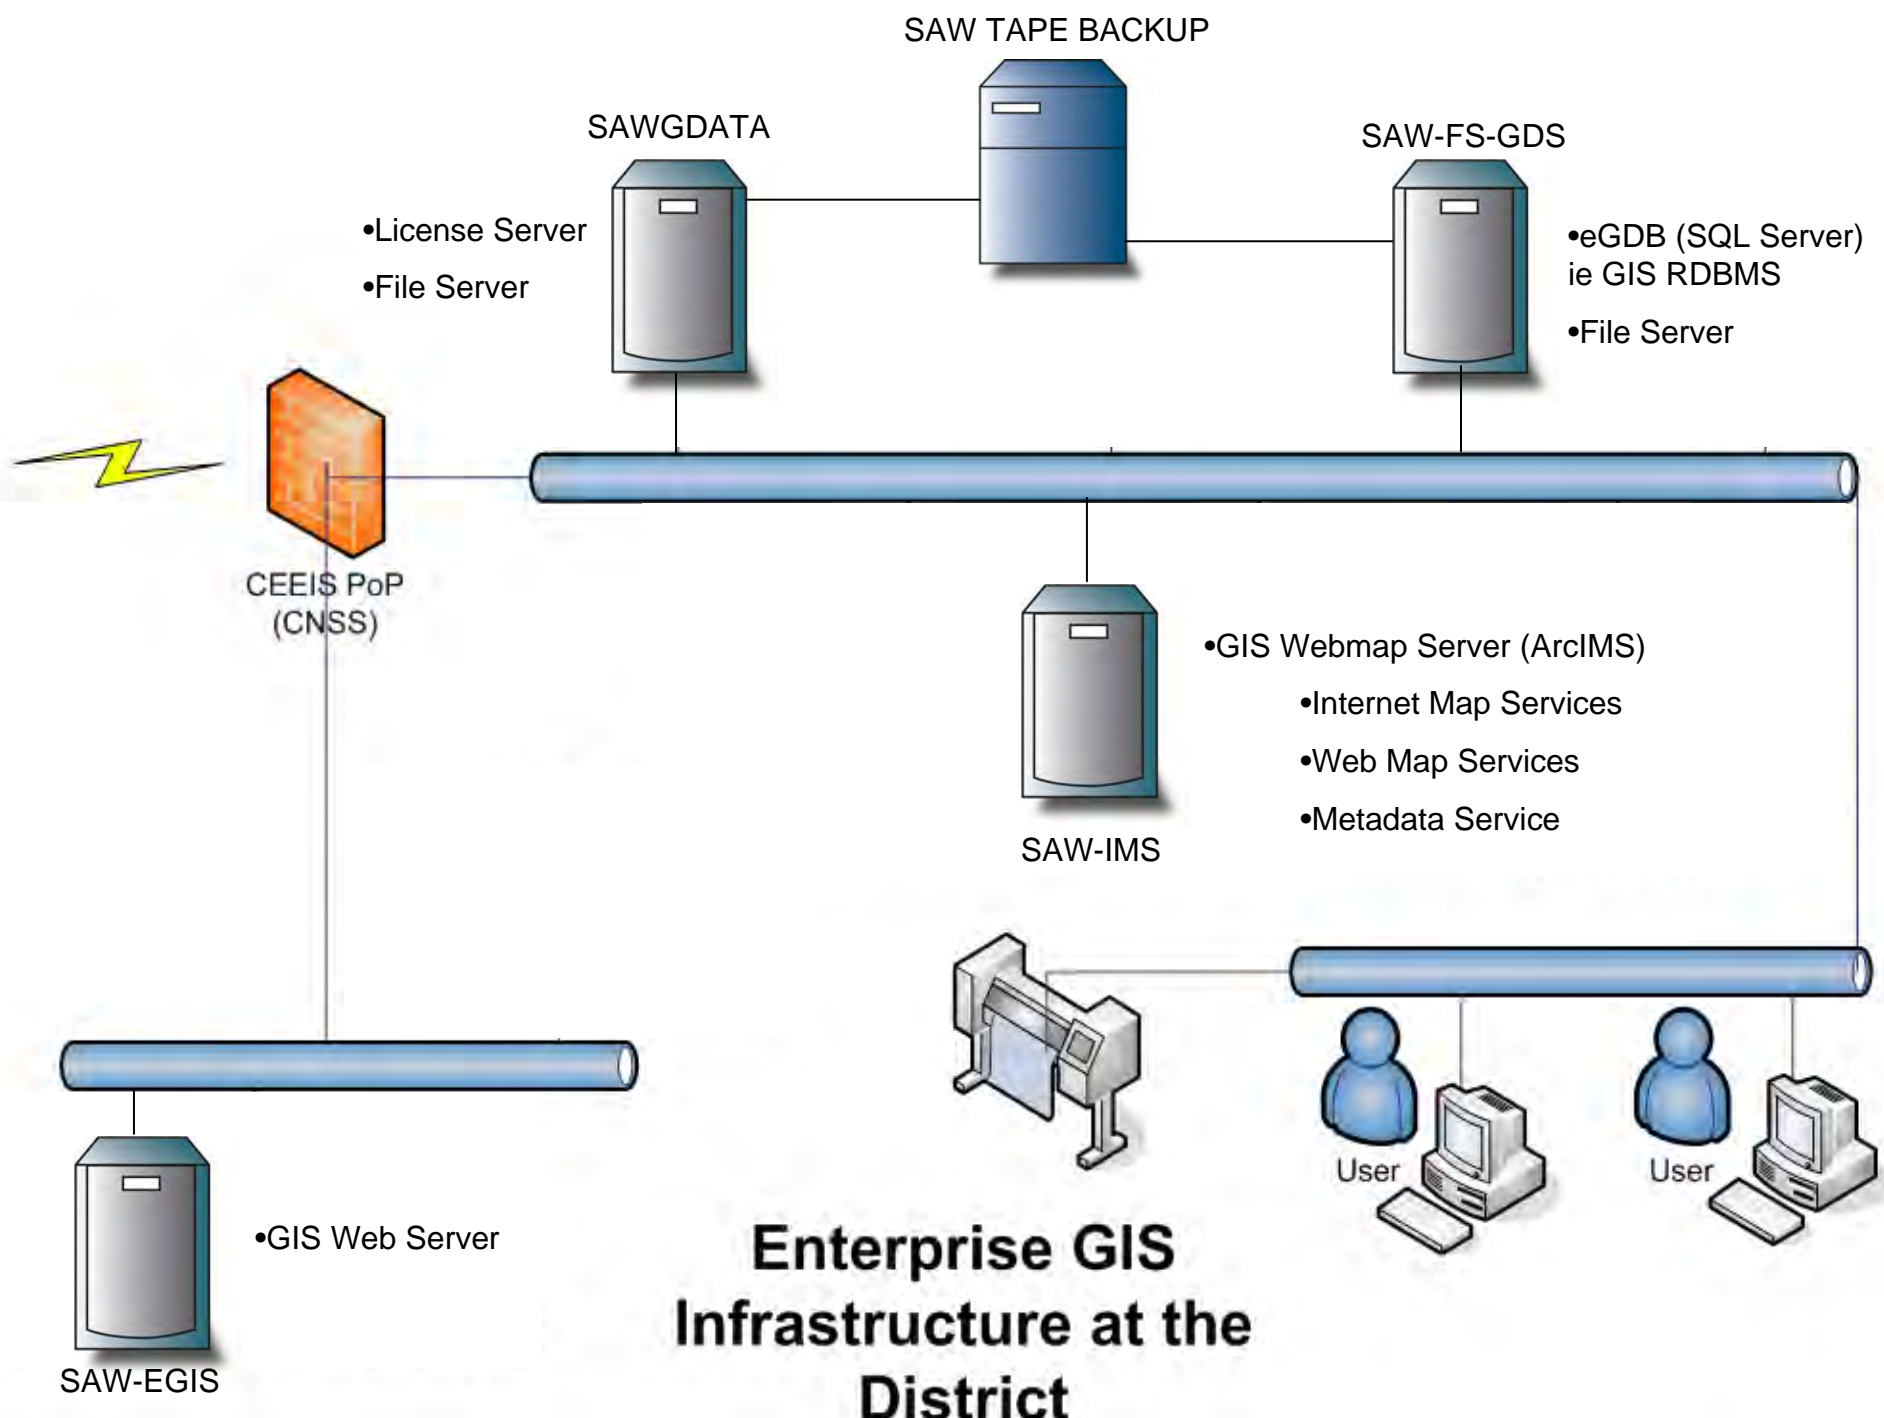 SAW TAPE BACKUP
SAWGDATA
SAW-FS-GDS
•License Server
•File Server
•eGDB (SQL Server)
ie GIS RDBMS
•File Server
CEEIS PoP
(CNSS)
•GIS Webmap Server (ArcIMS)
•Internet Map Services
•Web Map Services
•Metadata Service
SAW-IMS
User
User
•GIS Web Server
SAW-EGIS
Enterprise GIS
Infrastructure at the
District